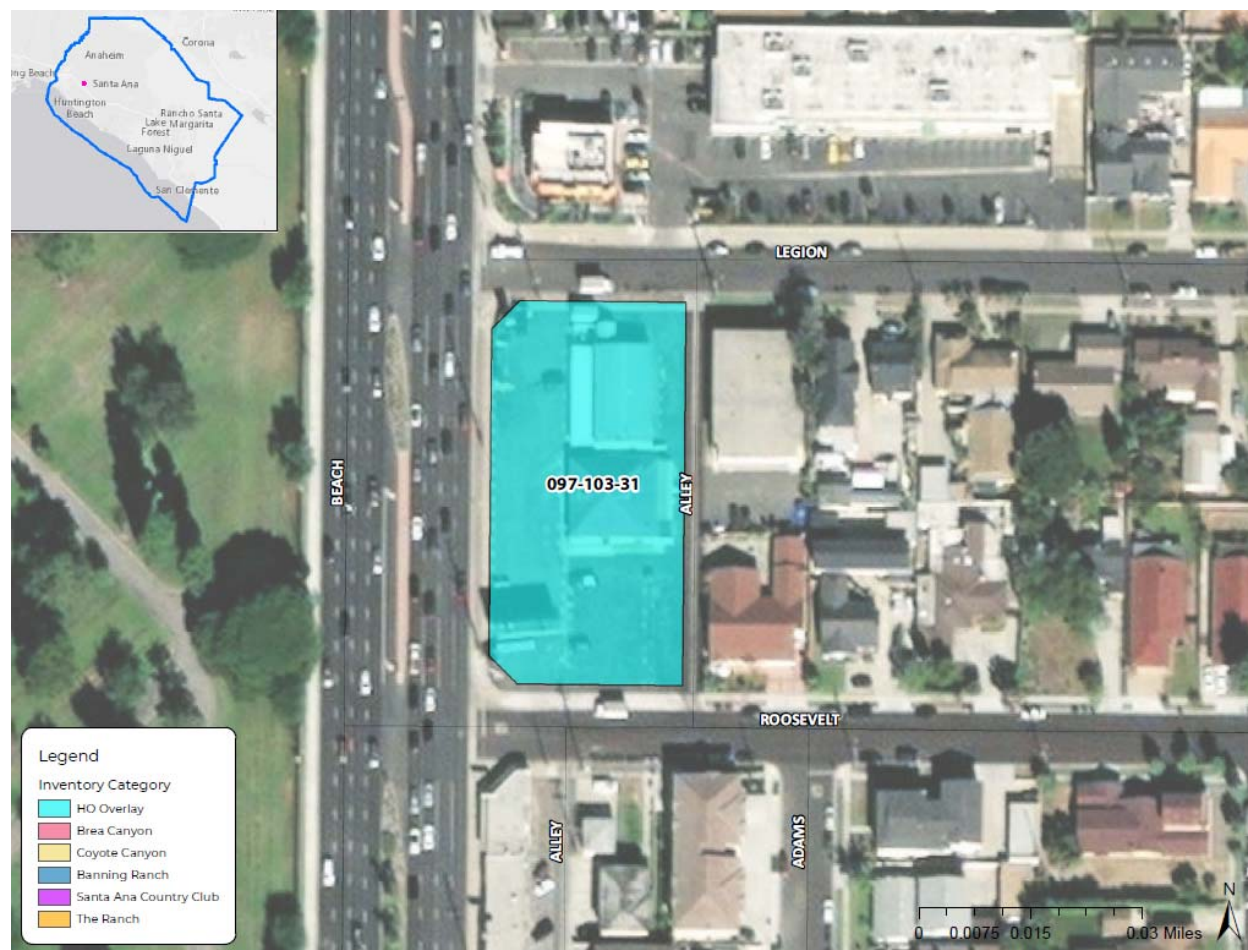 Corona
Anaheim
ng Beach
Santa Ana
Huntington
Beach
Rancho Santa
Lake Margarita
Forest
Laguna Niguel
San Clemente
LEGION
BEACH
097-103-31
ALLEY
ROOSEVELT
ALLEY
ADAMS
Legend
Inventory Category
HO Overlay
Brea Canyon
Coyote Canyon
Banning Ranch
Santa Ana Country Club
The Ranch
N
0 0.0075 0.015 0.03 Miles